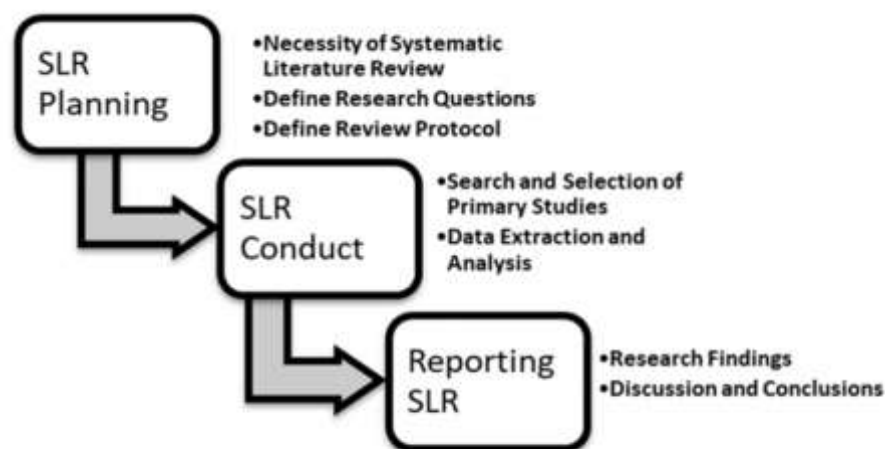 SLR
Planning
•Necessity of Systematic
Literature Review
•Define Research Questions
•Define Review Protocol
SLR
Conduct
•Search and Selection of
Primary Studies
•Data Extraction and
Analysis
Reporting
SLR
•Research Findings
•Discussion and Conclusions